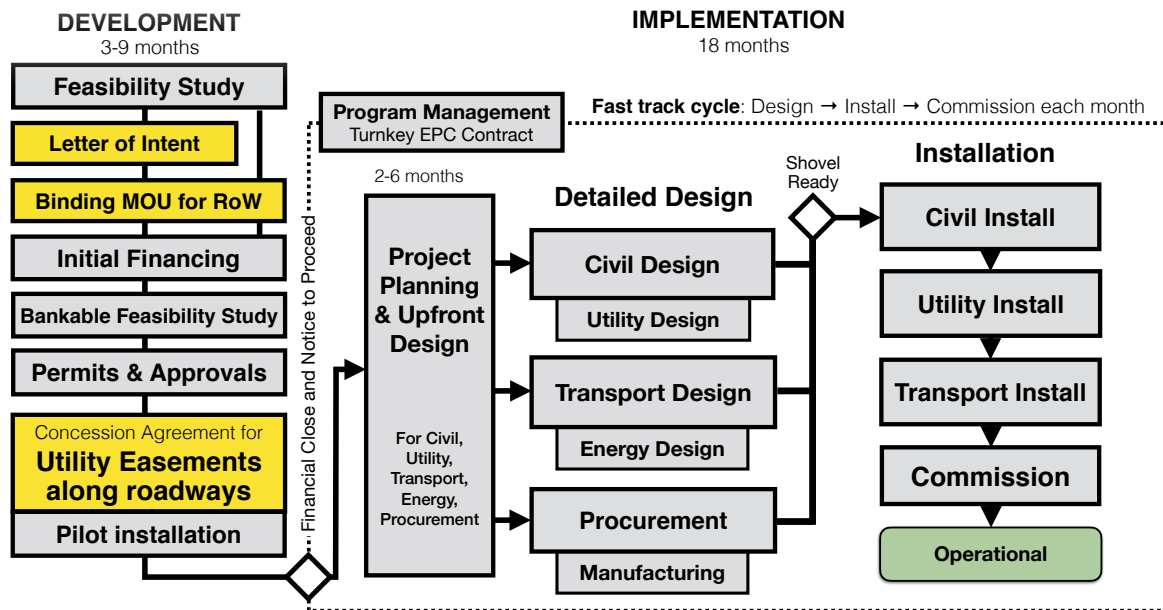 DEVELOPMENT
3-9 months
Feasibility Study
Letter of Intent
Binding MOU for RoW
Initial Financing
Bankable Feasibility Study
Permits & Approvals
Concession Agreement for
Utility Easements
along roadways
Pilot installation
Financial Close and Notice to Proceed
IMPLEMENTATION
18 months
Program Management
Turnkey EPC Contract
Fast track cycle: Design → Install → Commission each month
2-6 months
Project
Planning
& Upfront
Design
For Civil,
Utility,
Transport,
Energy,
Procurement
Detailed Design
Civil Design
Utility Design
Transport Design
Energy Design
Procurement
Manufacturing
Shovel
Ready
Installation
Civil Install
Utility Install
Transport Install
Commission
Operational